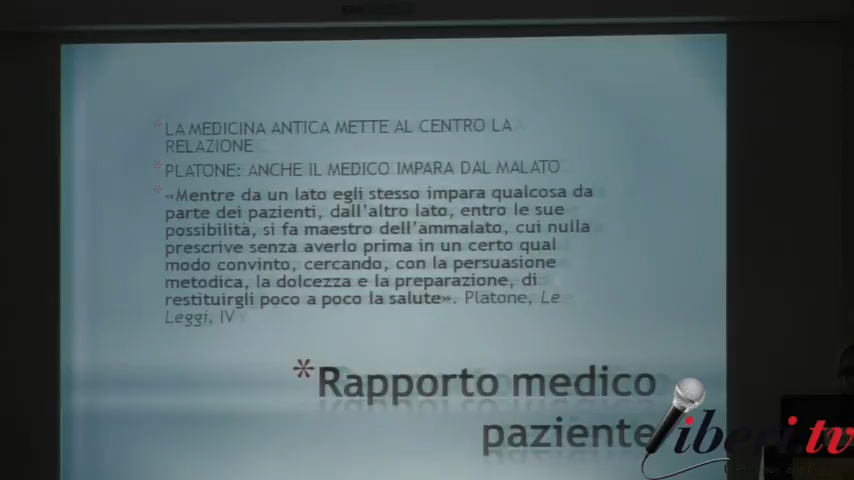 *LA MEDICINA ANTICA METTE AL CENTRO LA
RELAZIONE
*PLATONE: ANCHE IL MEDICO IMPARA DAL MALATO
*«Mentre da un lato egli stesso impara qualcosa da
parte dei pazienti, dall'altro lato, entro le sue
possibilità, si fa maestro dell'ammalato, cui nulla
prescrive senza averlo prima in un certo qual
modo convinto, cercando, con la persuasione
metodica, la dolcezza e la preparazione, di
restituirgli poco a poco la salute». Platone, Le
Leggi, IV
*Rapporto medico
paziente
liberi.tv